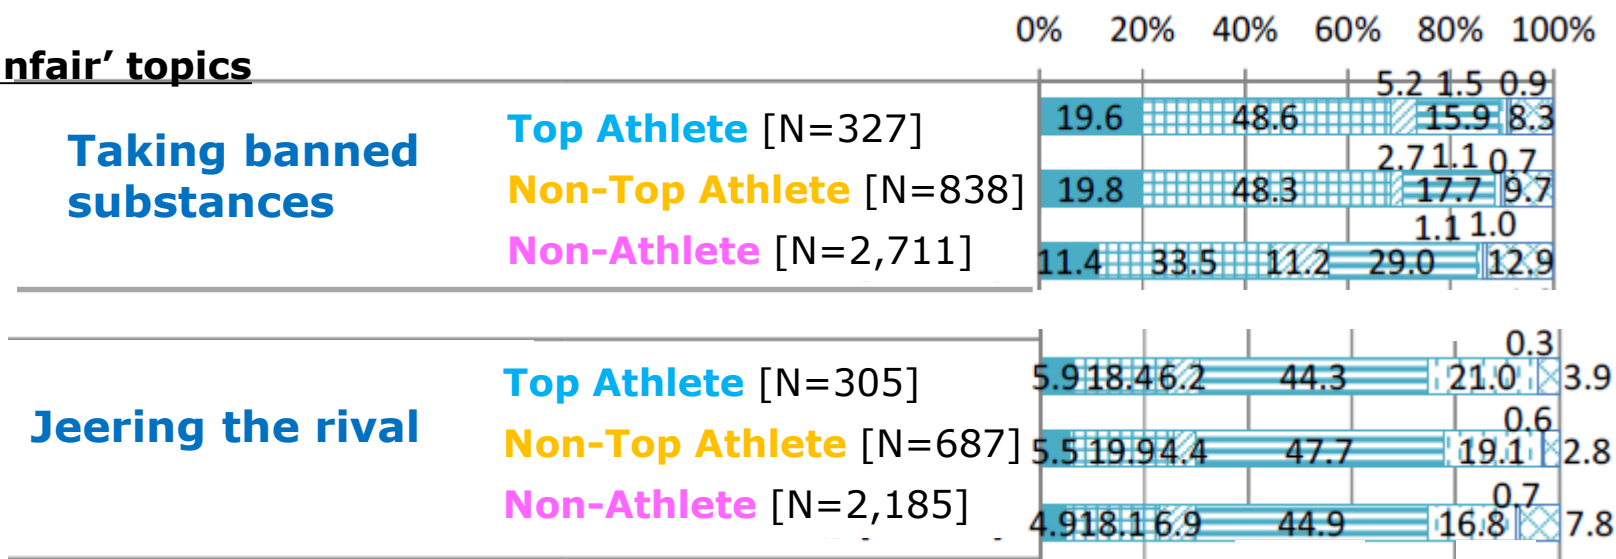 0% 20% 40% 60% 80% 100%
nfair’ topics
5.2 1.5 0.9
Taking banned
substances
Top Athlete [N=327]
19.6 48.6 15.9 8.3
2.7 1.1 0.7
Non-Top Athlete [N=838]
19.8 48.3 17.7 9.7
1.1 1.0
Non-Athlete [N=2,711]
11.4 33.5 11.2 29.0 12.9
0.3
Jeering the rival
Top Athlete [N=305]
5.9 18.4 6.2 44.3 21.0 3.9
0.6
Non-Top Athlete [N=687]
5.5 19.9 4.4 47.7 19.1 2.8
0.7
Non-Athlete [N=2,185]
4.9 18.1 6.9 44.9 16.8 7.8